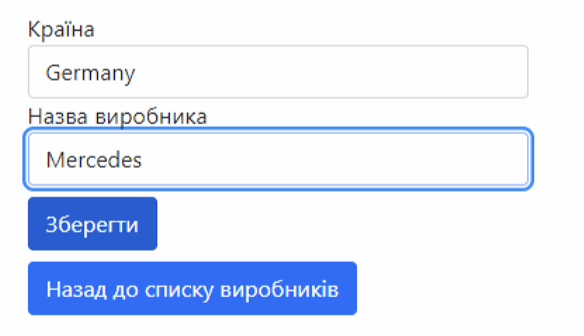 Країна
Germany
Назва виробника
Mercedes
Зберегти
Назад до списку виробників